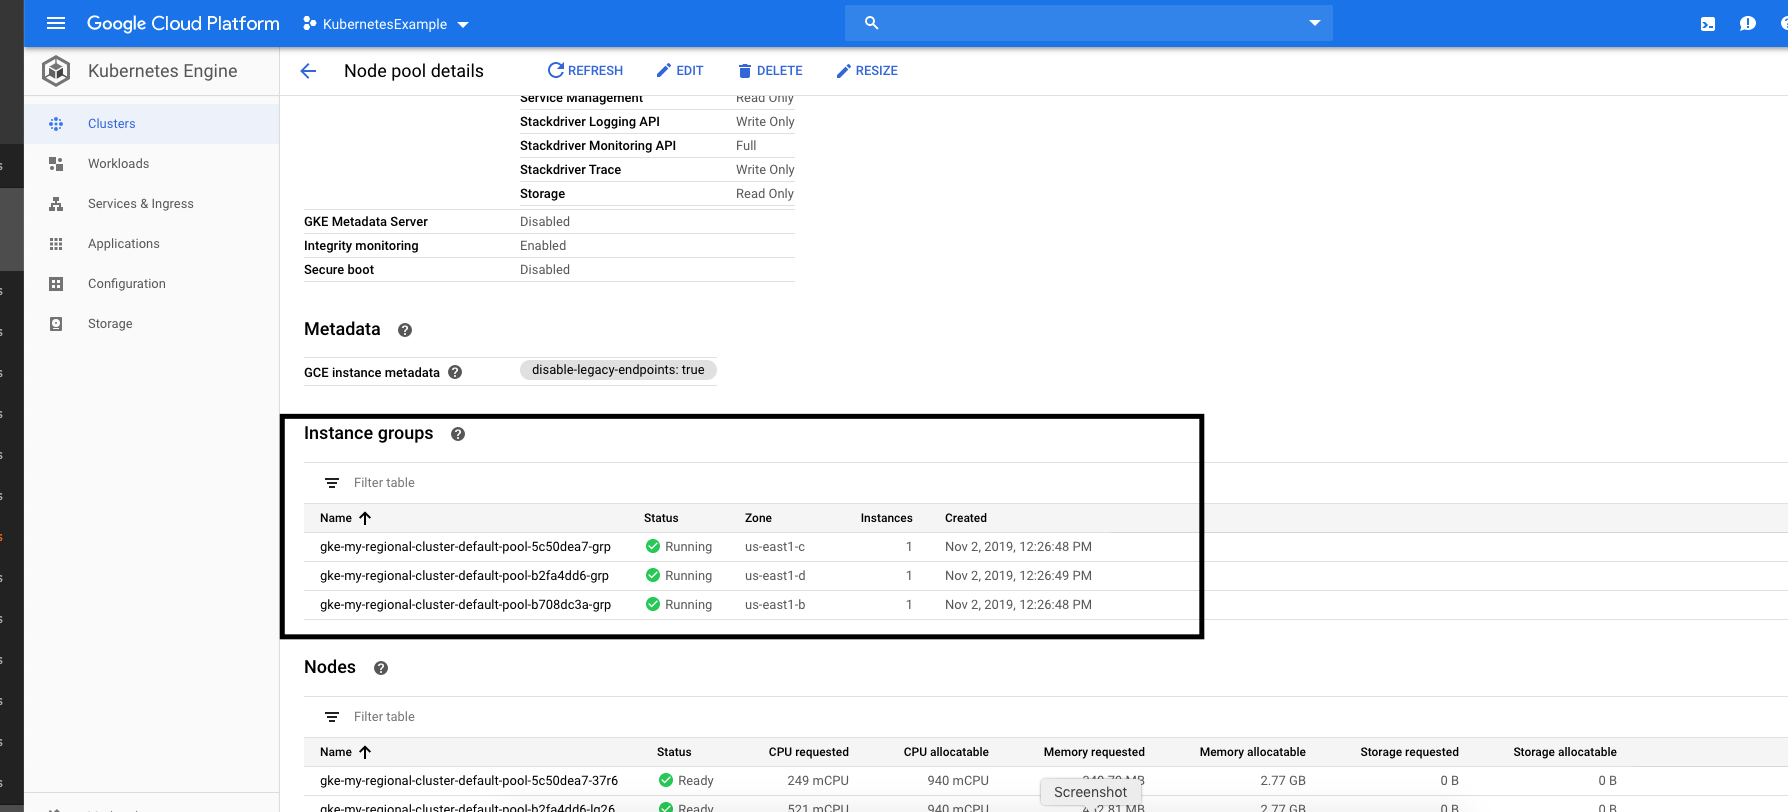 Google Cloud Platform KubernetesExample
Kubernetes Engine
Node pool details REFRESH EDIT DELETE RESIZE
Clusters
Workloads
Services & Ingress
Applications
Configuration
Storage
Service Management Read Only
Stackdriver Logging API Write Only
Stackdriver Monitoring API Full
Stackdriver Trace Write Only
Storage Read Only
GKE Metadata Server Disabled
Integrity monitoring Enabled
Secure boot Disabled
Metadata
GCE instance metadata disable-legacy-endpoints: true
Instance groups
Filter table
Name Status Zone Instances Created
gke-my-regional-cluster-default-pool-5c50dea7-grp Running us-east1-c 1 Nov 2, 2019, 12:26:48 PM
gke-my-regional-cluster-default-pool-b2fa4dd6-grp Running us-east1-d 1 Nov 2, 2019, 12:26:49 PM
gke-my-regional-cluster-default-pool-b708dc3a-grp Running us-east1-b 1 Nov 2, 2019, 12:26:48 PM
Nodes
Filter table
Name Status CPU requested CPU allocatable Memory requested Memory allocatable Storage requested Storage allocatable
gke-my-regional-cluster-default-pool-5c50dea7-37r6 Ready 249 mCPU 940 mCPU MB 2.77 GB 0 B 0 B
Screenshot
gke-my-regional-cluster-default-pool-b2fa4dd6-lg26 Ready 521 mCPU 940 mCPU MB 2.77 GB 0 B 0 B